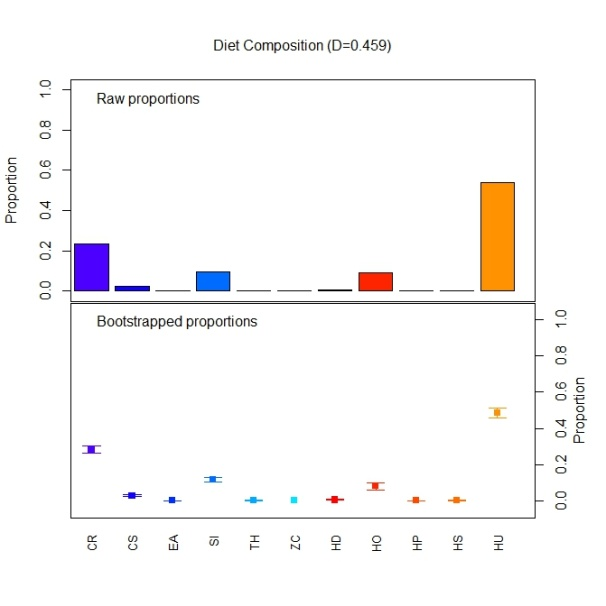 Diet Composition (D=0.459)
Raw proportions
Proportion
0.0 0.2 0.4 0.6 0.8 1.0
Bootstrapped proportions
Proportion
0.0 0.2 0.4 0.6 0.8 1.0
CR CS EA SI TH ZC HD HO HP HS HU